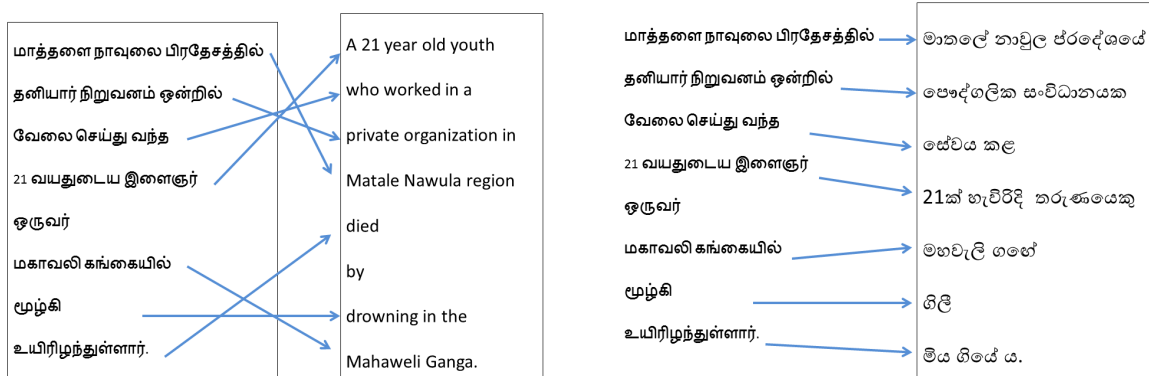 மாத்தளை நாவுலை பிரதேசத்தில்
தனியார் நிறுவனம் ஒன்றில்
வேலை செய்து வந்த
21 வயதுடைய இளைஞர்
ஒருவர்
மகாவலி கங்கையில்
மூழ்கி
உயிரிழந்துள்ளார்.
A 21 year old youth
who worked in a
private organization in
Matale Nawula region
died
by
drowning in the
Mahaweli Ganga.
மாத்தளை நாவுலை பிரதேசத்தில்
தனியார் நிறுவனம் ஒன்றில்
வேலை செய்து வந்த
21 வயதுடைய இளைஞர்
ஒருவர்
மகாவலி கங்கையில்
மூழ்கி
உயிரிழந்துள்ளார்.
මාතලේ නාවුල ප්‍රදේශයේ
පෞද්ගලික සංවිධානයක
සේවය කළ
21ක් හැවිරිදි තරුණයෙකු
මහවැලි ගඟේ
ගිලී
මිය ගියේ ය.